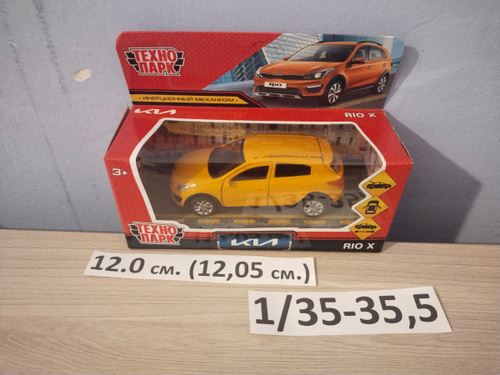 ТЕХНО
ПАРК
RIO
• ИНЕРЦИОННЫЙ МЕХАНИЗМ •
KIA
RIO X
3+
ТЕХНО
ПАРК
KIA
RIO X
12.0 см. (12,05 см.)
1/35-35,5